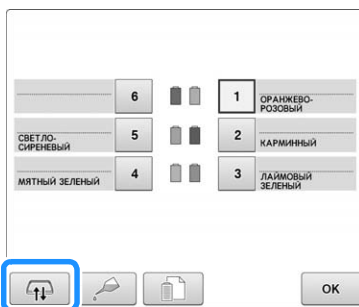 6
1
ОРАНЖЕВО-
РОЗОВЫЙ
СВЕТЛО-
СИРЕНЕВЫЙ
5
2
КАРМИННЫЙ
МЯТНЫЙ ЗЕЛЕНЫЙ
4
3
ЛАЙМОВЫЙ
ЗЕЛЕНЫЙ
OK